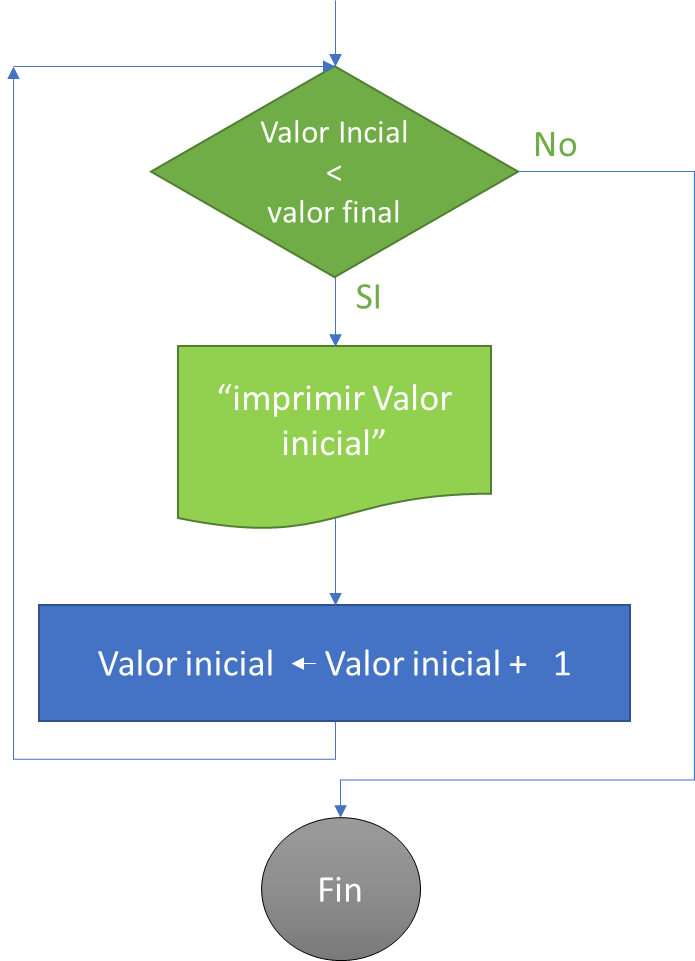 Valor Incial
<
valor final
No
SI
“imprimir Valor
inicial”
Valor inicial ← Valor inicial + 1
Fin